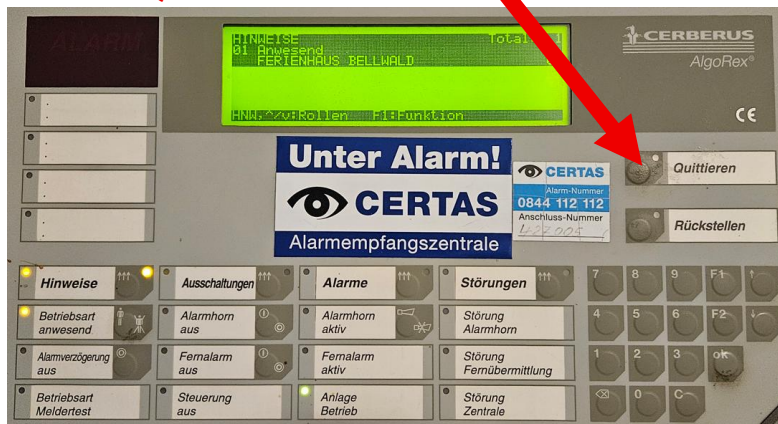 ALARM
HINWEISE Total
01 Anwesend
FERIENHAUS BELLWALD
HNW,^/v:Rollen F1:Funktion
CERBERUS
AlgoRex®
CE
Unter Alarm!
CERTAS
Alarmempfangszentrale
CERTAS
Alarm-Nummer
0844 112 112
Anschluss-Nummer
Quittieren
Rückstellen
Hinweise
Ausschaltungen
Alarme
Störungen
7 8 9 F1 ↑
Betriebsart
anwesend
Alarmhorn
aus
Alarmhorn
aktiv
Störung
Alarmhorn
4 5 6 F2 ↓
Alarmverzögerung
aus
Fernalarm
aus
Fernalarm
aktiv
Störung
Fernübermittlung
1 2 3 ok
Betriebsart
Meldertest
Steuerung
aus
Anlage
Betrieb
Störung
Zentrale
0 C